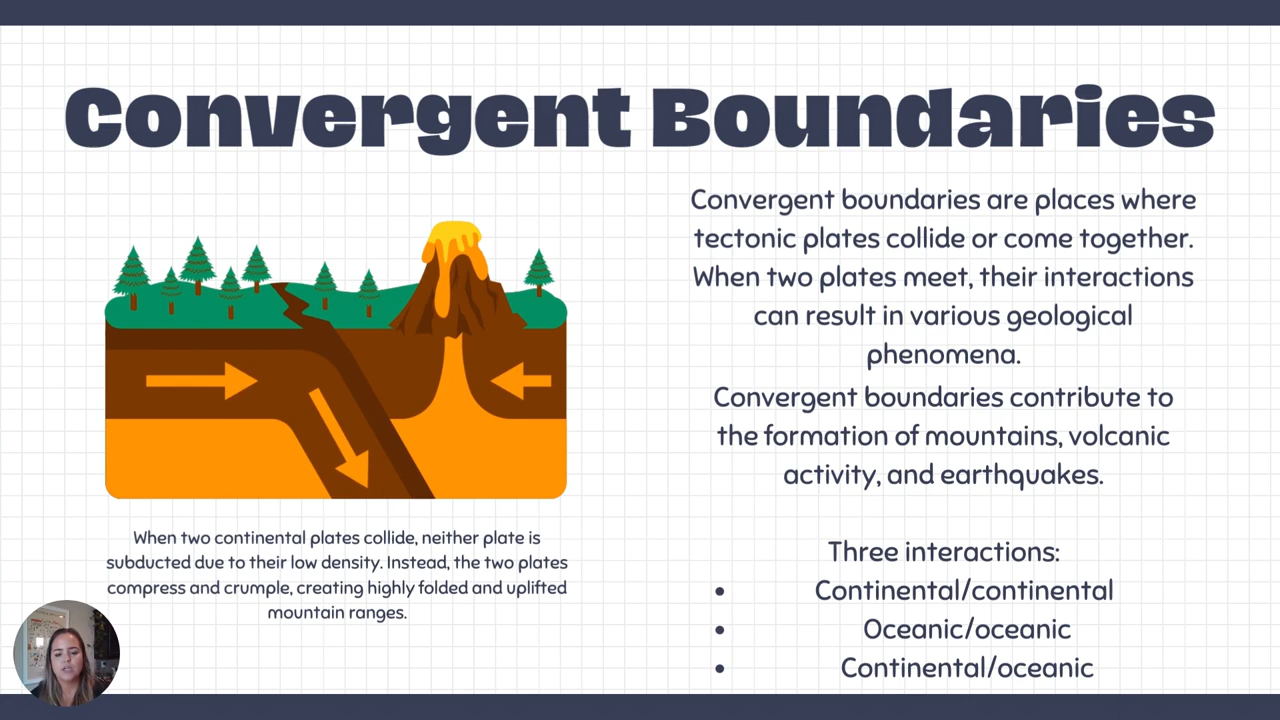 Convergent Boundaries
Convergent boundaries are places where
tectonic plates collide or come together.
When two plates meet, their interactions
can result in various geological
phenomena.
Convergent boundaries contribute to
the formation of mountains, volcanic
activity, and earthquakes.
Three interactions:
• Continental/continental
• Oceanic/oceanic
• Continental/oceanic
When two continental plates collide, neither plate is
subducted due to their low density. Instead, the two plates
compress and crumple, creating highly folded and uplifted
mountain ranges.